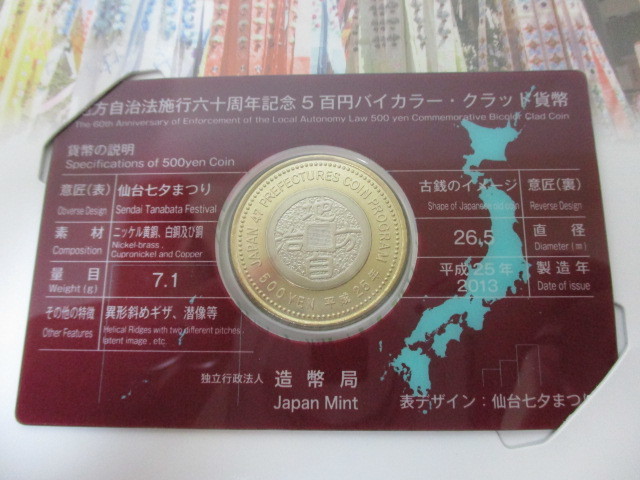 地方自治法施行六十周年記念5百円バイカラー・クラッド貨幣
The 60th Anniversary of Enforcement of the Local Autonomy Law 500 yen Commemorative Bicolor Clad Coin
貨幣の説明
Specifications of 500yen Coin
意匠(表) 仙台七夕まつり
Obverse Design Sendai Tanabata Festival
古銭のイメージ 意匠(裏)
Shape of Japanese old coin Reverse Design
素材 ニッケル黄銅、白銅及び銅
Composition Nickel-brass, Cupronickel and Copper
26.5 直径
Diameter (㎜)
量目 7.1
Weight (g)
平成25年 製造年
2013 Date of issue
その他の特徴 異形斜めギザ、潜像等
Other Features Helical Ridges with two different pitches, latent image, etc.
JAPAN 47 PREFECTURES COIN PROGRAM
500 YEN 平成25年
独立行政法人 造幣局
Japan Mint
表デザイン:仙台七夕まつり